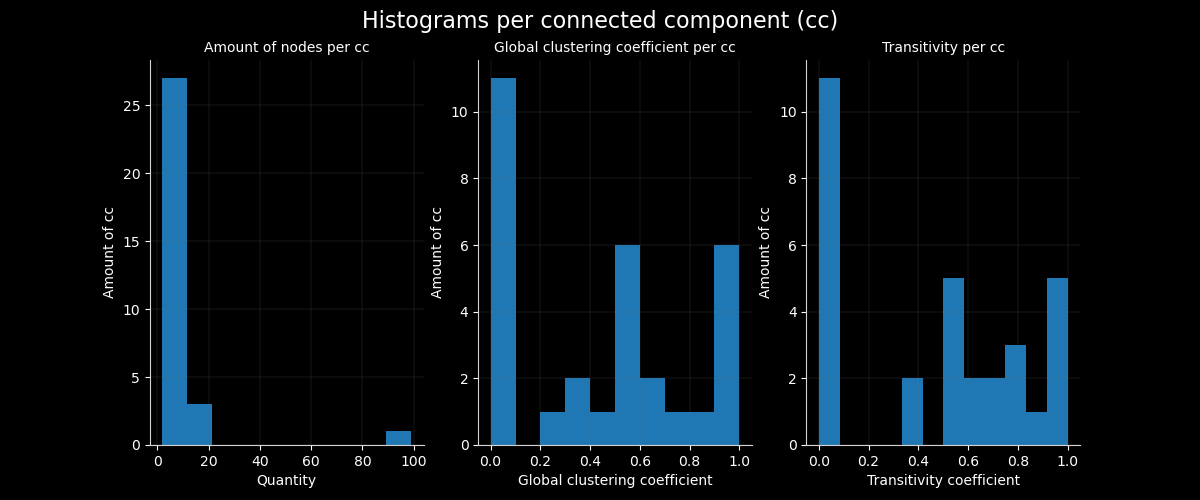 Histograms per connected component (cc)
Amount of nodes per cc
Global clustering coefficient per cc
Transitivity per cc
Amount of cc
25
20
15
10
5
0
0 20 40 60 80 100
Quantity
Amount of cc
10
8
6
4
2
0
0.0 0.2 0.4 0.6 0.8 1.0
Global clustering coefficient
Amount of cc
10
8
6
4
2
0
0.0 0.2 0.4 0.6 0.8 1.0
Transitivity coefficient